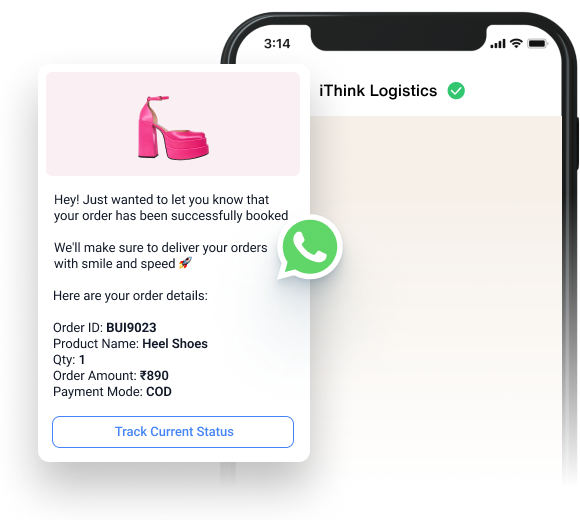 3:14
iThink Logistics
Hey! Just wanted to let you know that
your order has been successfully booked
We'll make sure to deliver your orders
with smile and speed 🚀
Here are your order details:
Order ID: BUI9023
Product Name: Heel Shoes
Qty: 1
Order Amount: ₹890
Payment Mode: COD
Track Current Status